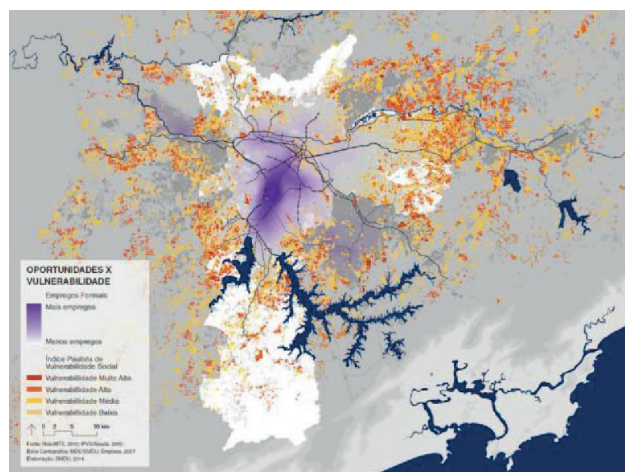 OPORTUNIDADES X
VULNERABILIDADE
Empregos Formais
Mais empregos
Menos empregos
Índice Paulista de
Vulnerabilidade Social
Vulnerabilidade Muito Alta
Vulnerabilidade Alta
Vulnerabilidade Média
Vulnerabilidade Baixa
0 2 5 10 km